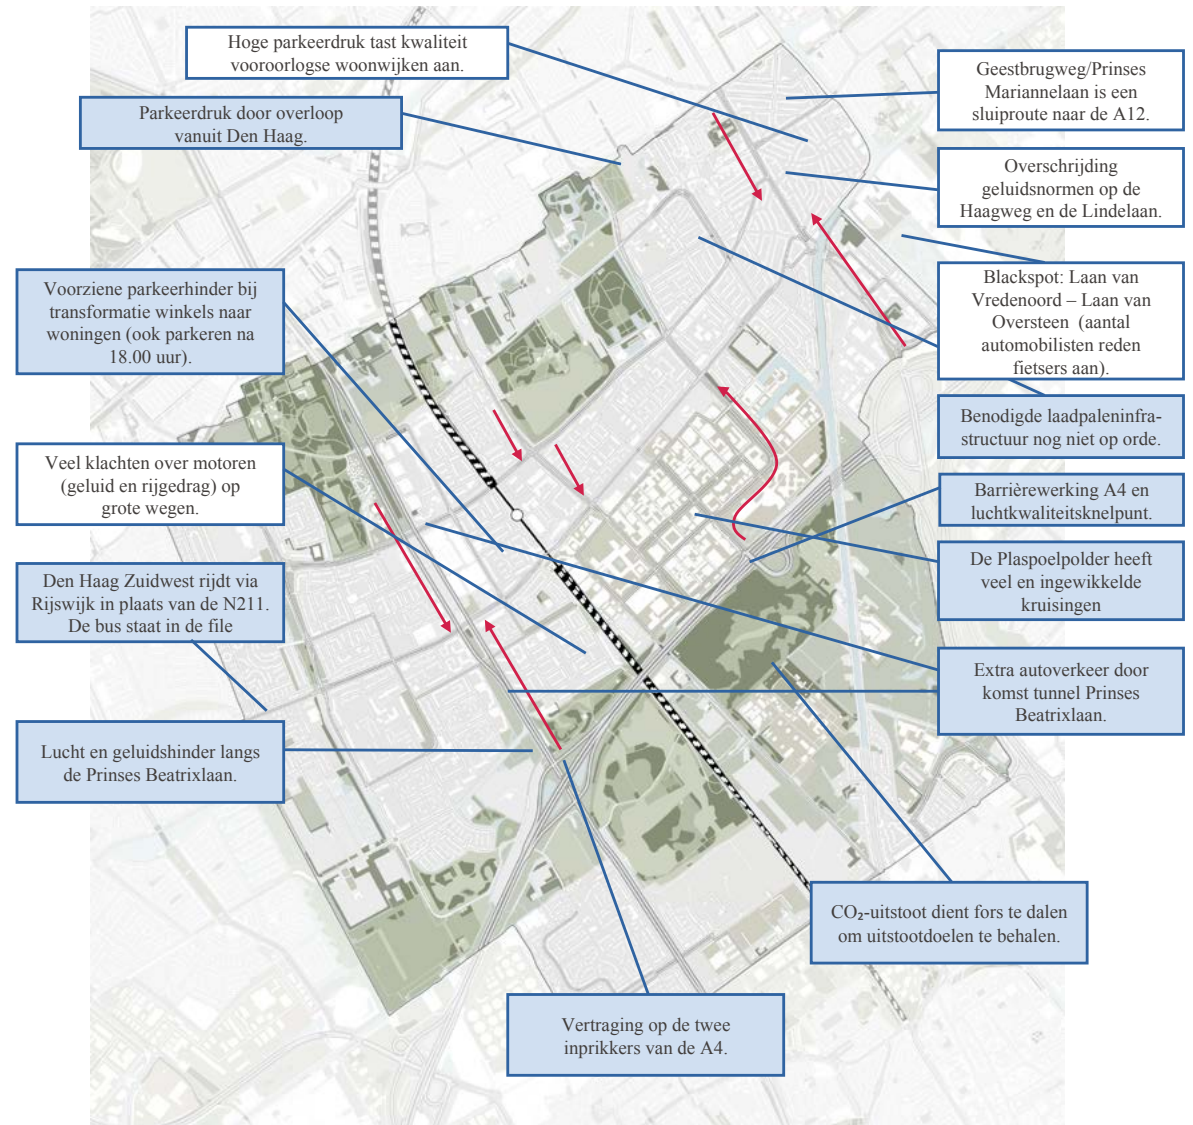 Hoge parkeerdruk tast kwaliteit
vooroorlogse woonwijken aan.
Parkeerdruk door overloop
vanuit Den Haag.
Voorziene parkeerhinder bij
transformatie winkels naar
woningen (ook parkeren na
18.00 uur).
Veel klachten over motoren
(geluid en rijgedrag) op
grote wegen.
Den Haag Zuidwest rijdt via
Rijswijk in plaats van de N211.
De bus staat in de file
Lucht en geluidshinder langs
de Prinses Beatrixlaan.
Geestbrugweg/Prinses
Mariannelaan is een
sluiproute naar de A12.
Overschrijding
geluidsnormen op de
Haagweg en de Lindelaan.
Blackspot: Laan van
Vredenoord – Laan van
Oversteen (aantal
automobilisten reden
fietsers aan).
Benodigde laadpaleninfra-
structuur nog niet op orde.
Barrièrewerking A4 en
luchtkwaliteitsknelpunt.
De Plaspoelpolder heeft
veel en ingewikkelde
kruisingen
Extra autoverkeer door
komst tunnel Prinses
Beatrixlaan.
CO₂-uitstoot dient fors te dalen
om uitstootdoelen te behalen.
Vertraging op de twee
inprikkers van de A4.